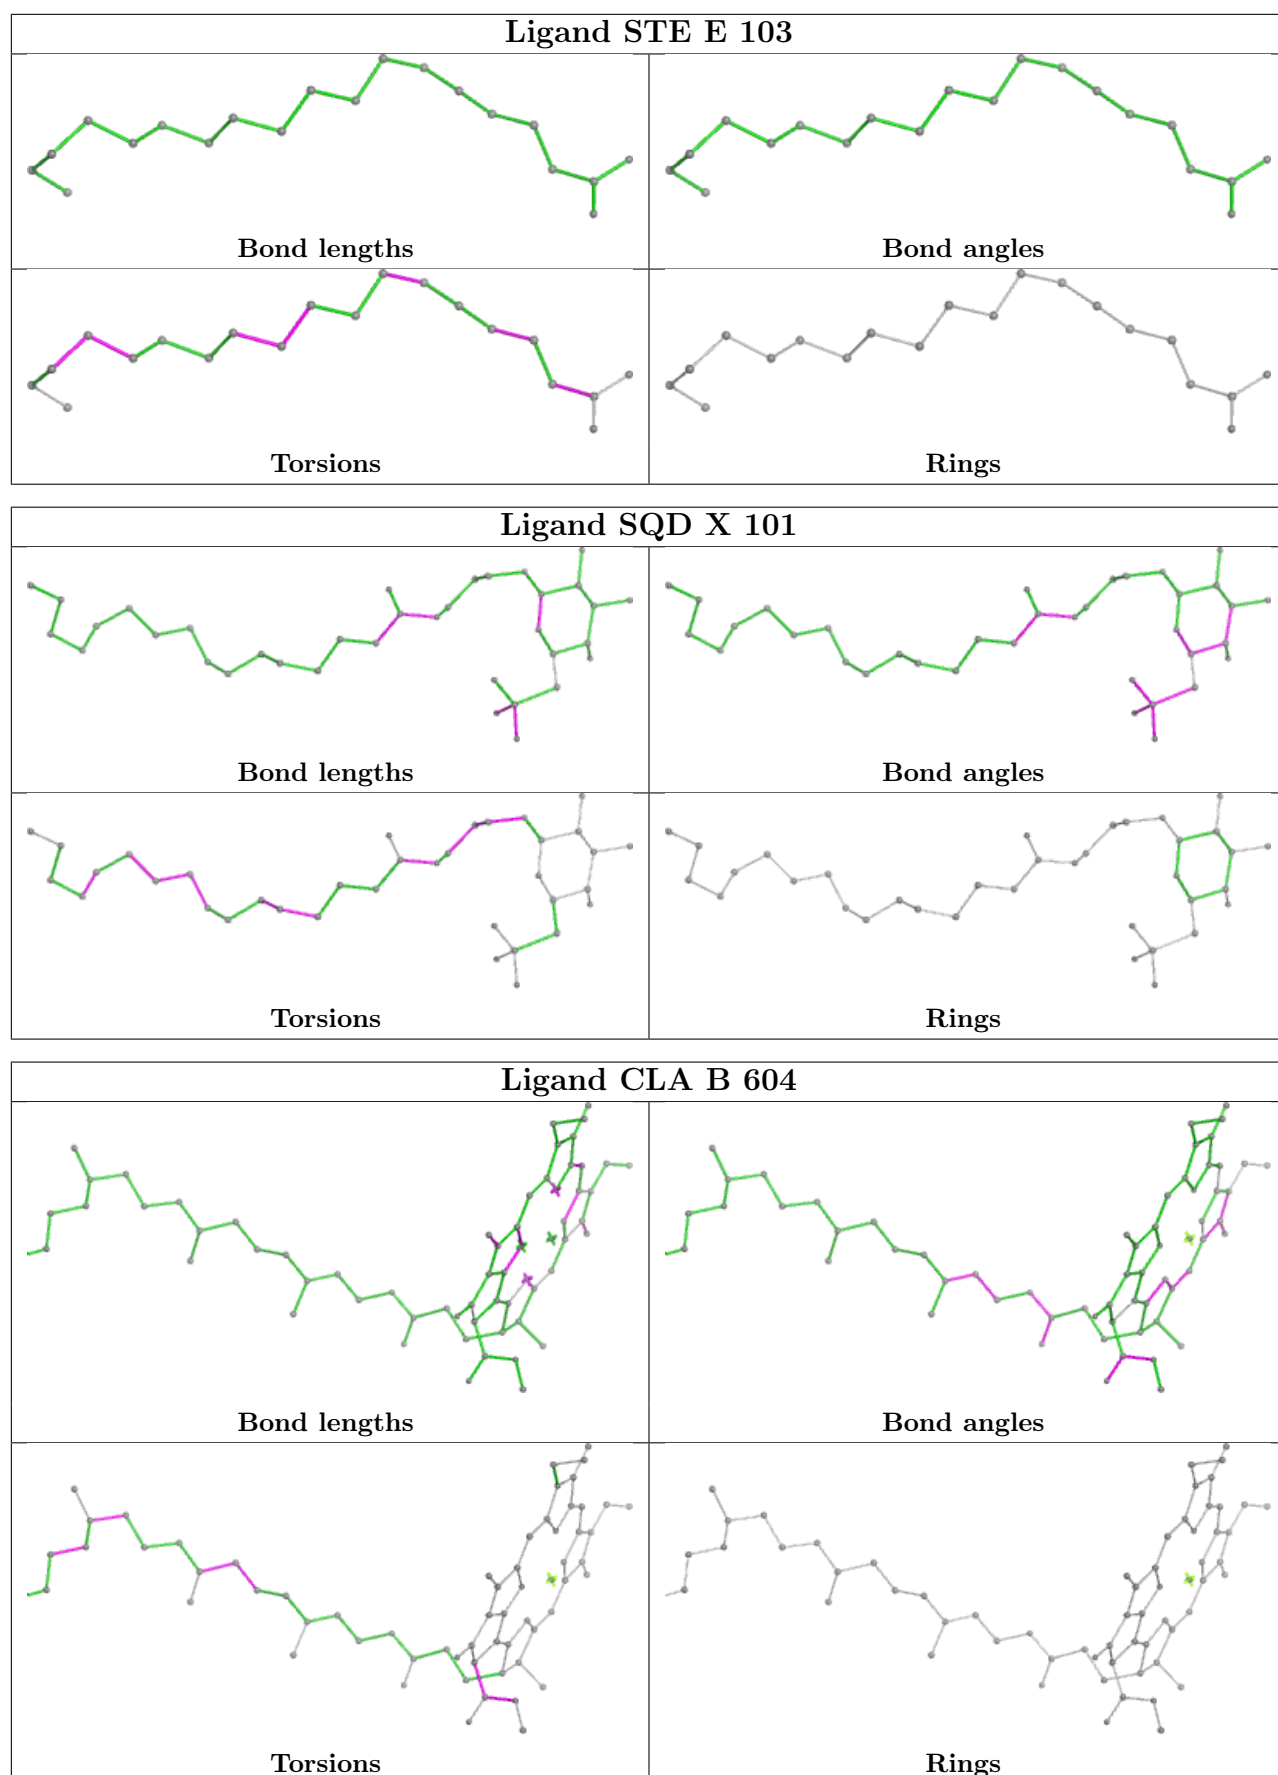 Ligand STE E 103
Bond lengths
Bond angles
Torsions
Rings
Ligand SQD X 101
Bond lengths
Bond angles
Torsions
Rings
Ligand CLA B 604
Bond lengths
Bond angles
Torsions
Rings